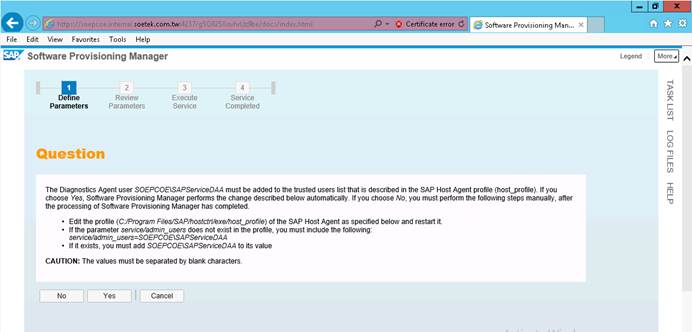 https://soepcoe.internal.soetek.com.tw
Certificate error
Software Provisioning Man...
File Edit View Favorites Tools Help
SAP Software Provisioning Manager
Legend
More
1 2 3 4
Define Parameters
Review Parameters
Execute Service
Service Completed
TASK LIST
LOG FILES
HELP
Question
The Diagnostics Agent user SOEPCOE\SAPServiceDAA must be added to the trusted users list that is described in the SAP Host Agent profile (host_profile). If you
choose Yes, Software Provisioning Manager performs the change described below automatically. If you choose No, you must perform the following steps manually, after
the processing of Software Provisioning Manager has completed.
• Edit the profile (C:/Program Files/SAP/hostctrl/exe/host_profile) of the SAP Host Agent as specified below and restart it.
• If the parameter service/admin_users does not exist in the profile, you must include the following:
service/admin_users=SOEPCOE\SAPServiceDAA
• If it exists, you must add SOEPCOE\SAPServiceDAA to its value
CAUTION: The values must be separated by blank characters.
No Yes Cancel